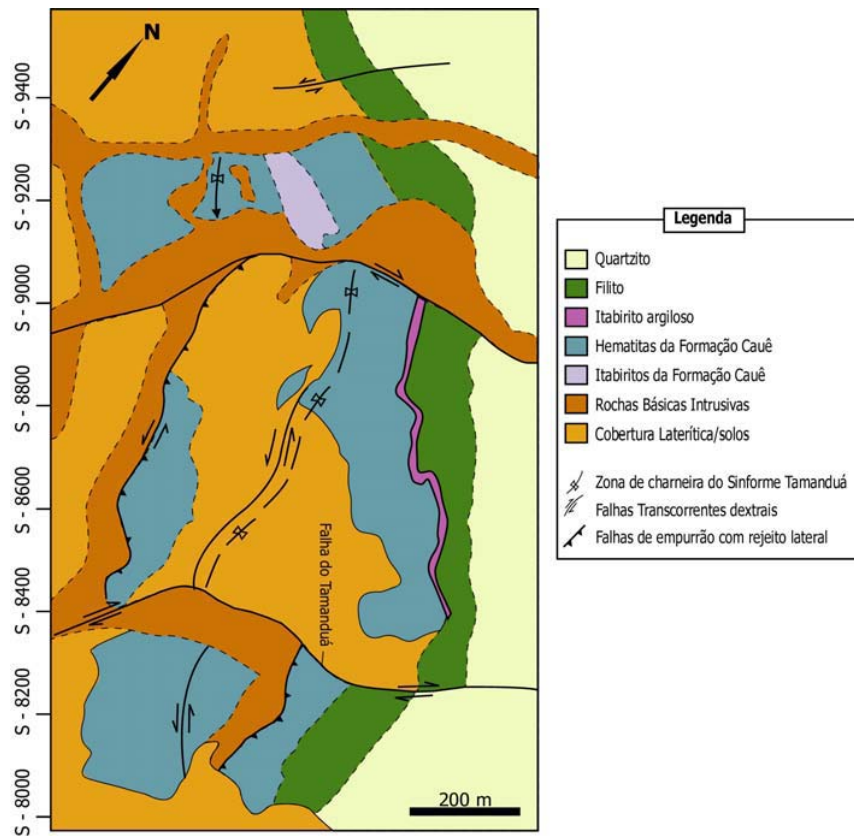 N
S - 9400
S - 9200
S - 9000
S - 8800
S - 8600
S - 8400
S - 8200
S - 8000
Falha do Tamanduá
200 m
Legenda
Quartzito
Filito
Itabirito argiloso
Hematitas da Formação Cauê
Itabiritos da Formação Cauê
Rochas Básicas Intrusivas
Cobertura Laterítica/solos
Zona de charneira do Sinforme Tamanduá
Falhas Transcorrentes dextrais
Falhas de empurrão com rejeito lateral